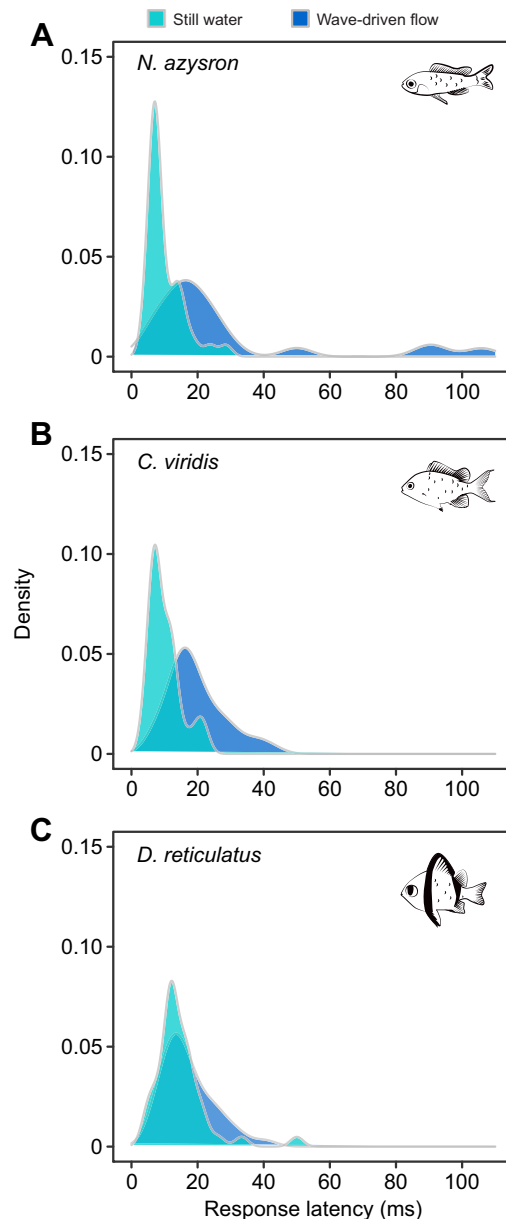 Still water Wave-driven flow
A
N. azysron
0.15
0.10
0.05
0
0 20 40 60 80 100
B
C. viridis
0.15
0.10
0.05
0
0 20 40 60 80 100
Density
C
D. reticulatus
0.15
0.10
0.05
0
0 20 40 60 80 100
Response latency (ms)